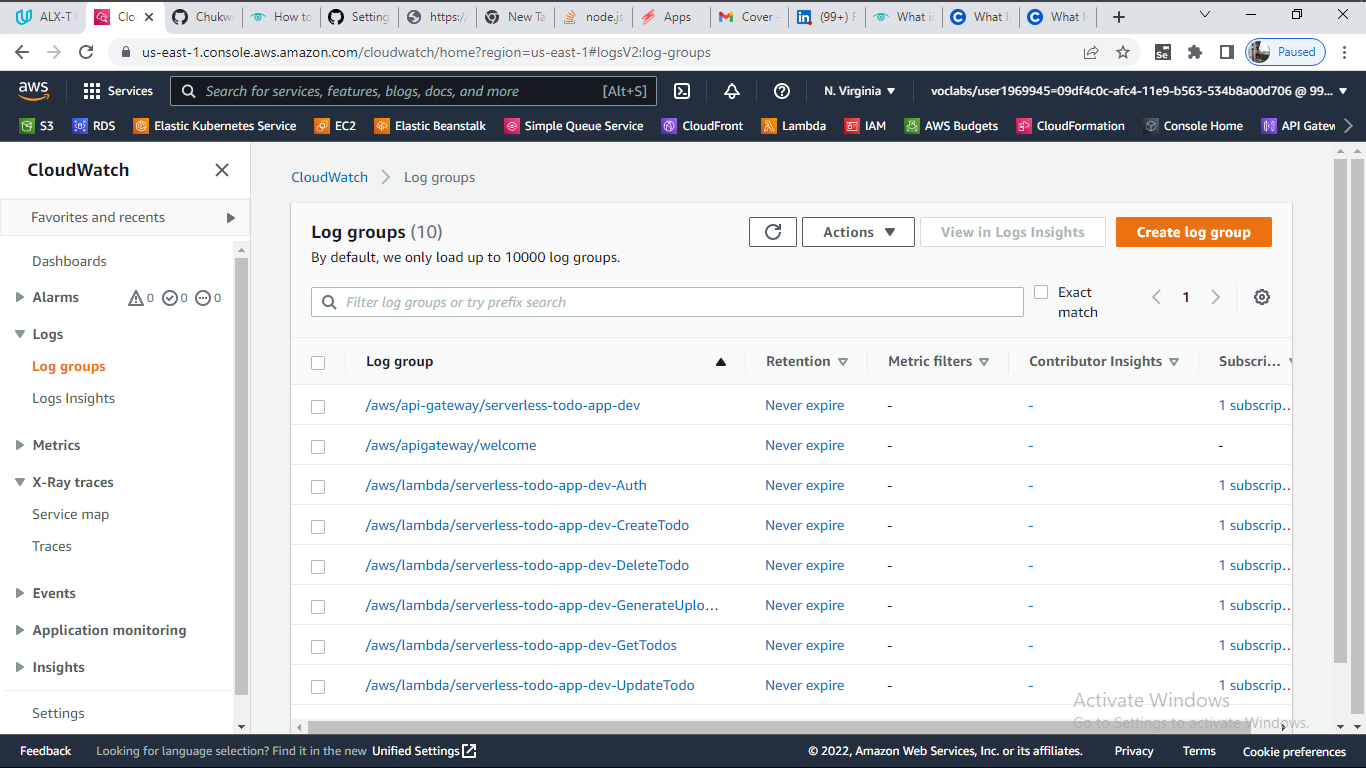 ALX-T
Clo
Chukw
How to
Setting
https:/
New Ta
node.js
Apps
Cover
(99+) F
What is
What Is
What Is
us-east-1.console.aws.amazon.com/cloudwatch/home?region=us-east-1#logsV2:log-groups
Paused
aws Services Search for services, features, blogs, docs, and more [Alt+S] N. Virginia voclabs/user1969945=09df4c0c-afc4-11e9-b563-534b8a00d706 @ 99...
S3 RDS Elastic Kubernetes Service EC2 Elastic Beanstalk Simple Queue Service CloudFront Lambda IAM AWS Budgets CloudFormation Console Home API Gatew
CloudWatch
Favorites and recents
Dashboards
Alarms 0 0 0
Logs
Log groups
Logs Insights
Metrics
X-Ray traces
Service map
Traces
Events
Application monitoring
Insights
Settings
CloudWatch Log groups
Log groups (10)
By default, we only load up to 10000 log groups.
Actions View in Logs Insights Create log group
Filter log groups or try prefix search
Exact
match
1
Log group Retention Metric filters Contributor Insights Subscri...
/aws/api-gateway/serverless-todo-app-dev Never expire - - 1 subscrip...
/aws/apigateway/welcome Never expire - - -
/aws/lambda/serverless-todo-app-dev-Auth Never expire - - 1 subscrip...
/aws/lambda/serverless-todo-app-dev-CreateTodo Never expire - - 1 subscrip...
/aws/lambda/serverless-todo-app-dev-DeleteTodo Never expire - - 1 subscrip...
/aws/lambda/serverless-todo-app-dev-GenerateUplo... Never expire - - 1 subscrip...
/aws/lambda/serverless-todo-app-dev-GetTodos Never expire - - 1 subscrip...
/aws/lambda/serverless-todo-app-dev-UpdateTodo Never expire - - 1 subscrip...
Activate Windows
Go to Settings to activate Windows.
Feedback Looking for language selection? Find it in the new Unified Settings © 2022, Amazon Web Services, Inc. or its affiliates. Privacy Terms Cookie preferences